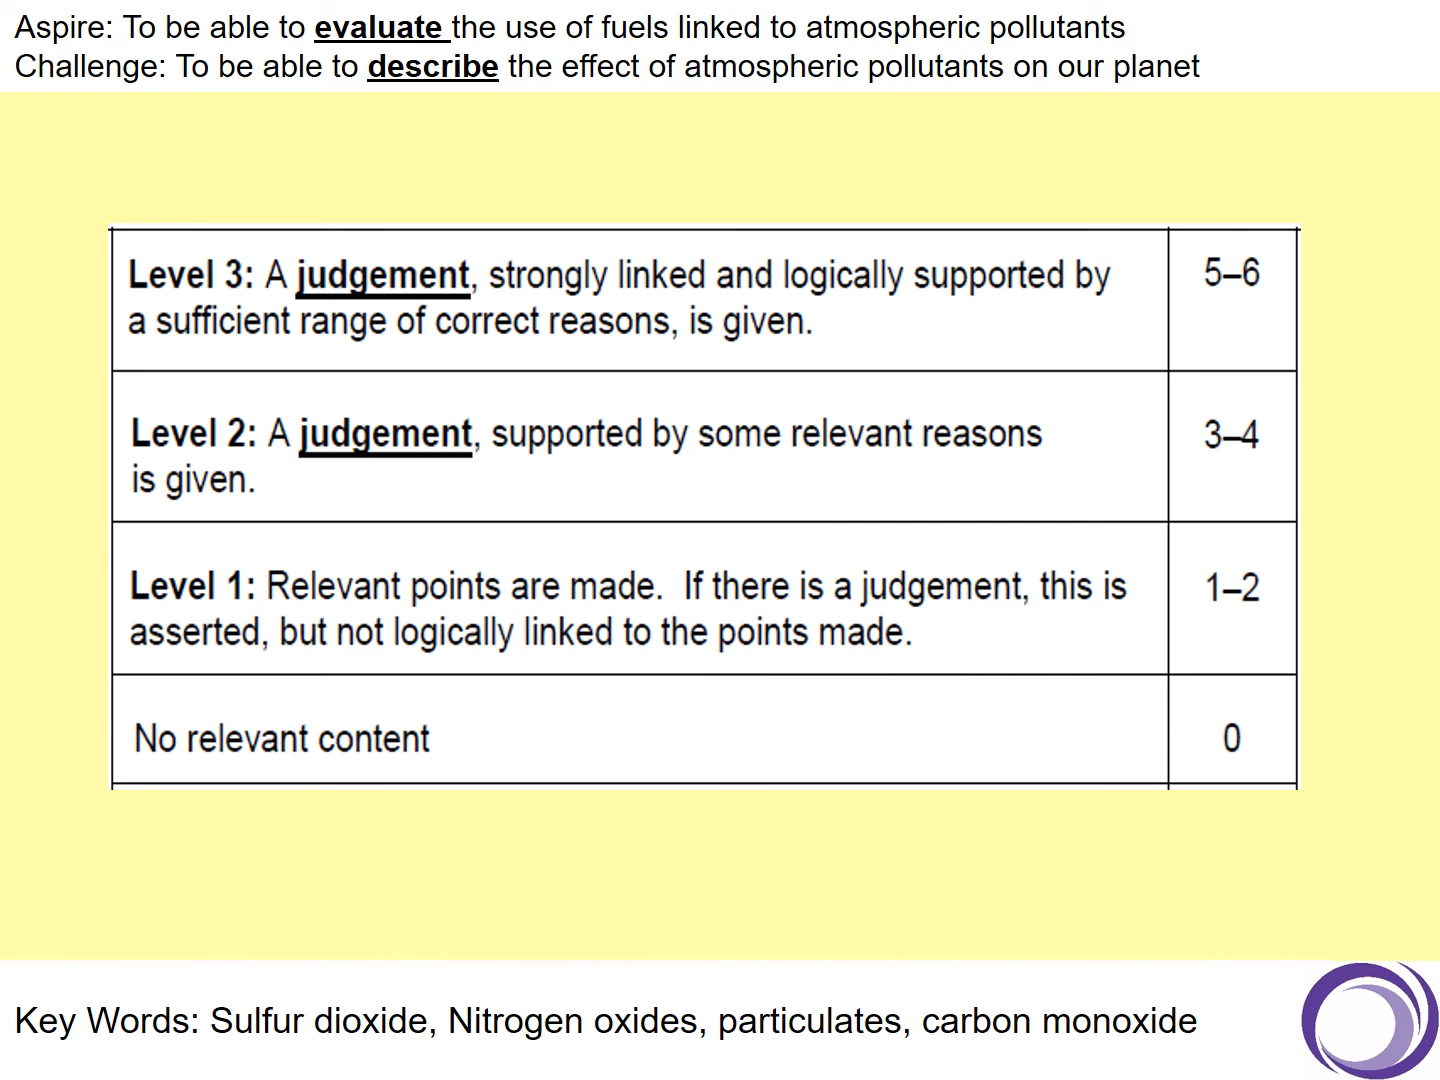 Aspire: To be able to evaluate the use of fuels linked to atmospheric pollutants
Challenge: To be able to describe the effect of atmospheric pollutants on our planet
Level 3: A judgement, strongly linked and logically supported by
a sufficient range of correct reasons, is given.
5–6
Level 2: A judgement, supported by some relevant reasons
is given.
3–4
Level 1: Relevant points are made. If there is a judgement, this is
asserted, but not logically linked to the points made.
1–2
No relevant content
0
Key Words: Sulfur dioxide, Nitrogen oxides, particulates, carbon monoxide